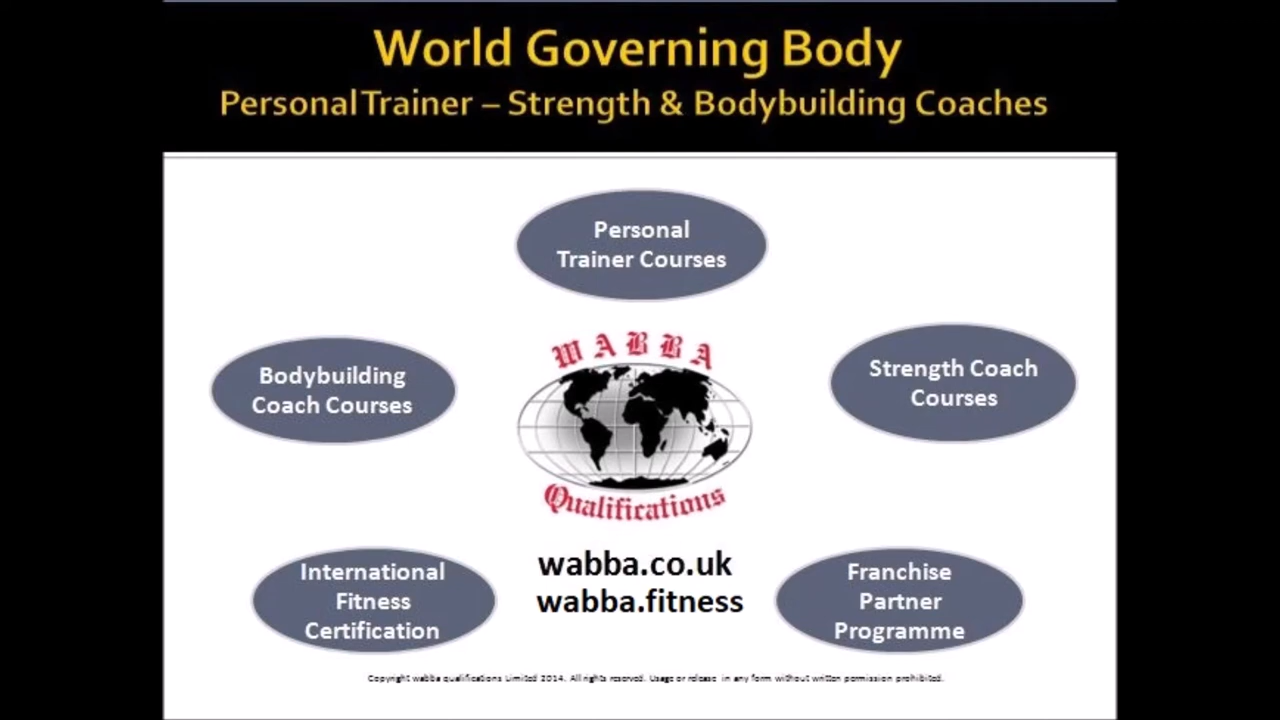 World Governing Body
Personal Trainer – Strength & Bodybuilding Coaches
Personal
Trainer Courses
Bodybuilding
Coach Courses
WABBA
Qualifications
Strength Coach
Courses
International
Fitness
Certification
wabba.co.uk
wabba.fitness
Franchise
Partner
Programme
Copyright wabba qualifications Limited 2014. All rights reserved. Usage or release in any form without written permission prohibited.